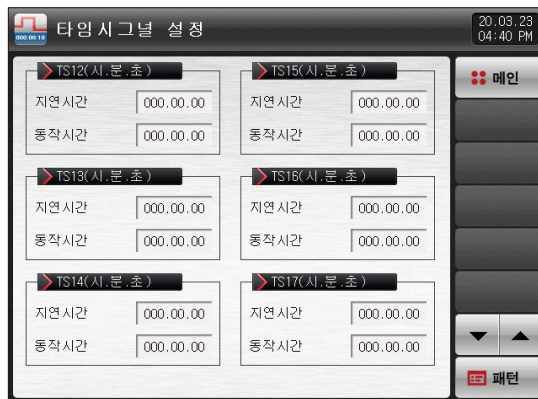 000.00.10
타임시그널 설정
20.03.23
04:40 PM
TS12(시.분.초)
지연시간 000.00.00
동작시간 000.00.00
TS15(시.분.초)
지연시간 000.00.00
동작시간 000.00.00
TS13(시.분.초)
지연시간 000.00.00
동작시간 000.00.00
TS16(시.분.초)
지연시간 000.00.00
동작시간 000.00.00
TS14(시.분.초)
지연시간 000.00.00
동작시간 000.00.00
TS17(시.분.초)
지연시간 000.00.00
동작시간 000.00.00
메인
패턴